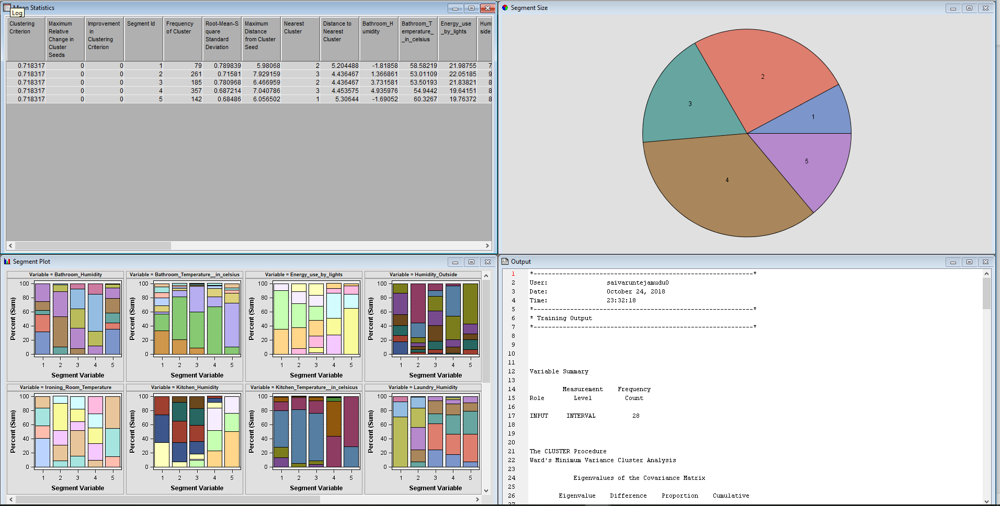 Mean Statistics
Log
Clustering Criterion
Maximum Relative Change in Cluster Seeds
Improvement in Clustering Criterion
Segment Id
Frequency of Cluster
Root-Mean-Square Standard Deviation
Maximum Distance from Cluster Seed
Nearest Cluster
Distance to Nearest Cluster
Bathroom_Humidity
Bathroom_Temperature__in_celsius
Energy_use_by_lights
Hum side
0.718317 0 0 1 79 0.789839 5.98068 2 5.204488 -1.81858 58.58219 21.98755 7
0.718317 0 0 2 261 0.71581 7.929159 3 4.436467 1.366861 53.01109 22.05185 9
0.718317 0 0 3 185 0.780968 6.466959 2 4.436467 3.731581 53.50193 21.83821 8
0.718317 0 0 4 357 0.687214 7.040786 3 4.453575 4.935976 54.9442 19.64151 8
0.718317 0 0 5 142 0.68486 6.056502 1 5.30644 -1.69052 60.3267 19.76372 8
Segment Size
2
3
1
5
4
Segment Plot
Variable = Bathroom_Humidity
Percent (Sum)
100
80
60
40
20
0
1 2 3 4 5
Segment Variable
Variable = Bathroom_Temperature__in_celsius
Percent (Sum)
100
80
60
40
20
0
1 2 3 4 5
Segment Variable
Variable = Energy_use_by_lights
Percent (Sum)
100
80
60
40
20
0
1 2 3 4 5
Segment Variable
Variable = Humidity_Outside
Percent (Sum)
100
80
60
40
20
0
1 2 3 4 5
Segment Variable
Variable = Ironing_Room_Temperature
Percent (Sum)
100
80
60
40
20
0
1 2 3 4 5
Segment Variable
Variable = Kitchen_Humidity
Percent (Sum)
100
80
60
40
20
0
1 2 3 4 5
Segment Variable
Variable = Kitchen_Temperature__in_celsicus
Percent (Sum)
100
80
60
40
20
0
1 2 3 4 5
Segment Variable
Variable = Laundry_Humidity
Percent (Sum)
100
80
60
40
20
0
1 2 3 4 5
Segment Variable
Output
1 *------------------------------------------------------------*
2 User: saivaruntejamudu0
3 Date: October 24, 2018
4 Time: 23:32:18
5 *------------------------------------------------------------*
6 * Training Output
7 *------------------------------------------------------------*
8
9
10
11
12 Variable Summary
13
14 Measurement Frequency
15 Role Level Count
16
17 INPUT INTERVAL 28
18
19
20
21 The CLUSTER Procedure
22 Ward's Minimum Variance Cluster Analysis
23
24 Eigenvalues of the Covariance Matrix
25
26 Eigenvalue Difference Proportion Cumulative